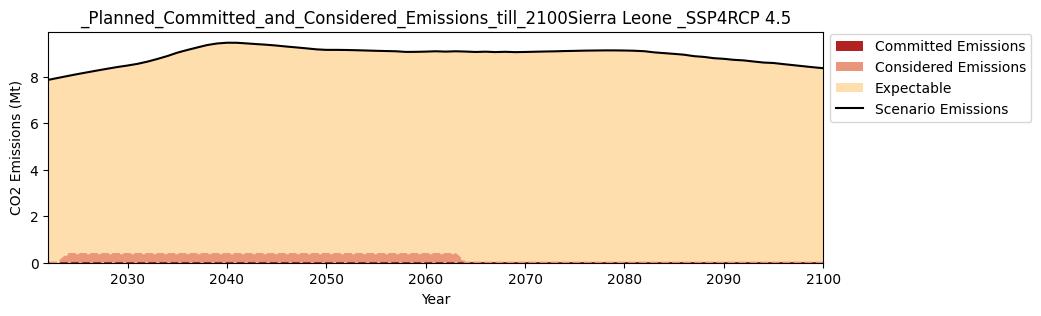 _Planned_Committed_and_Considered_Emissions_till_2100Sierra Leone _SSP4RCP 4.5
CO2 Emissions (Mt)
8
6
4
2
0
2030 2040 2050 2060 2070 2080 2090 2100
Year
Committed Emissions
Considered Emissions
Expectable
Scenario Emissions